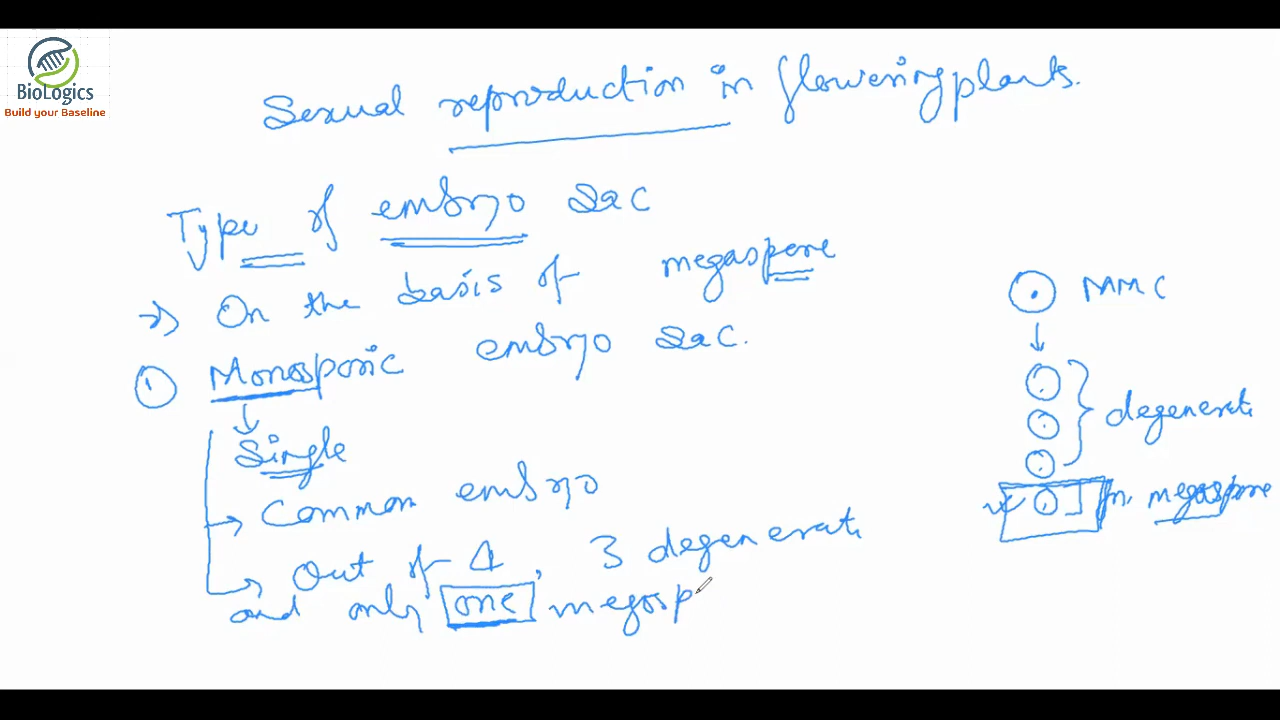 BioLogics
Build your Baseline
Sexual reproduction in flowering plants.
Type of embryo sac
→ On the basis of megaspore
① Monosporic embryo sac.
↓
Single
→ Common embryo
→ Out of 4, 3 degenerate
and only one megasp
MMC
↓
degenerate
megaspore